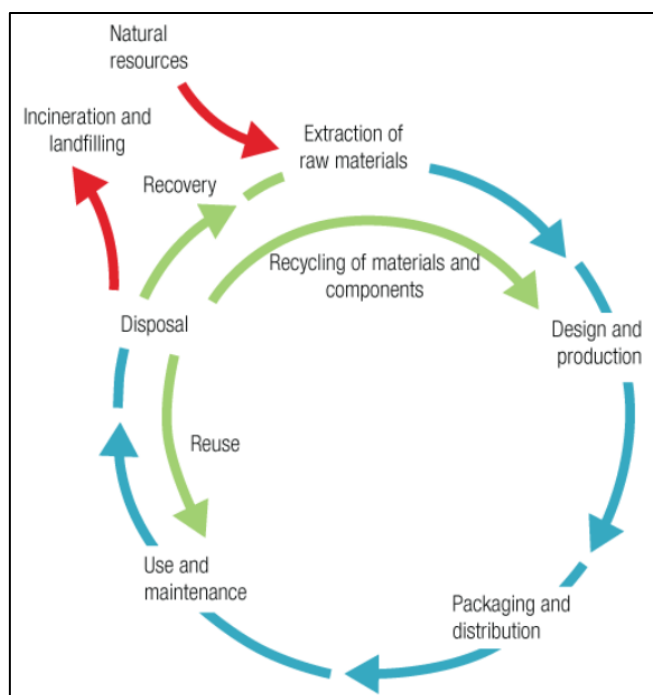 Natural
resources
Incineration and
landfilling
Extraction of
raw materials
Recovery
Recycling of materials and
components
Disposal
Design and
production
Reuse
Use and
maintenance
Packaging and
distribution